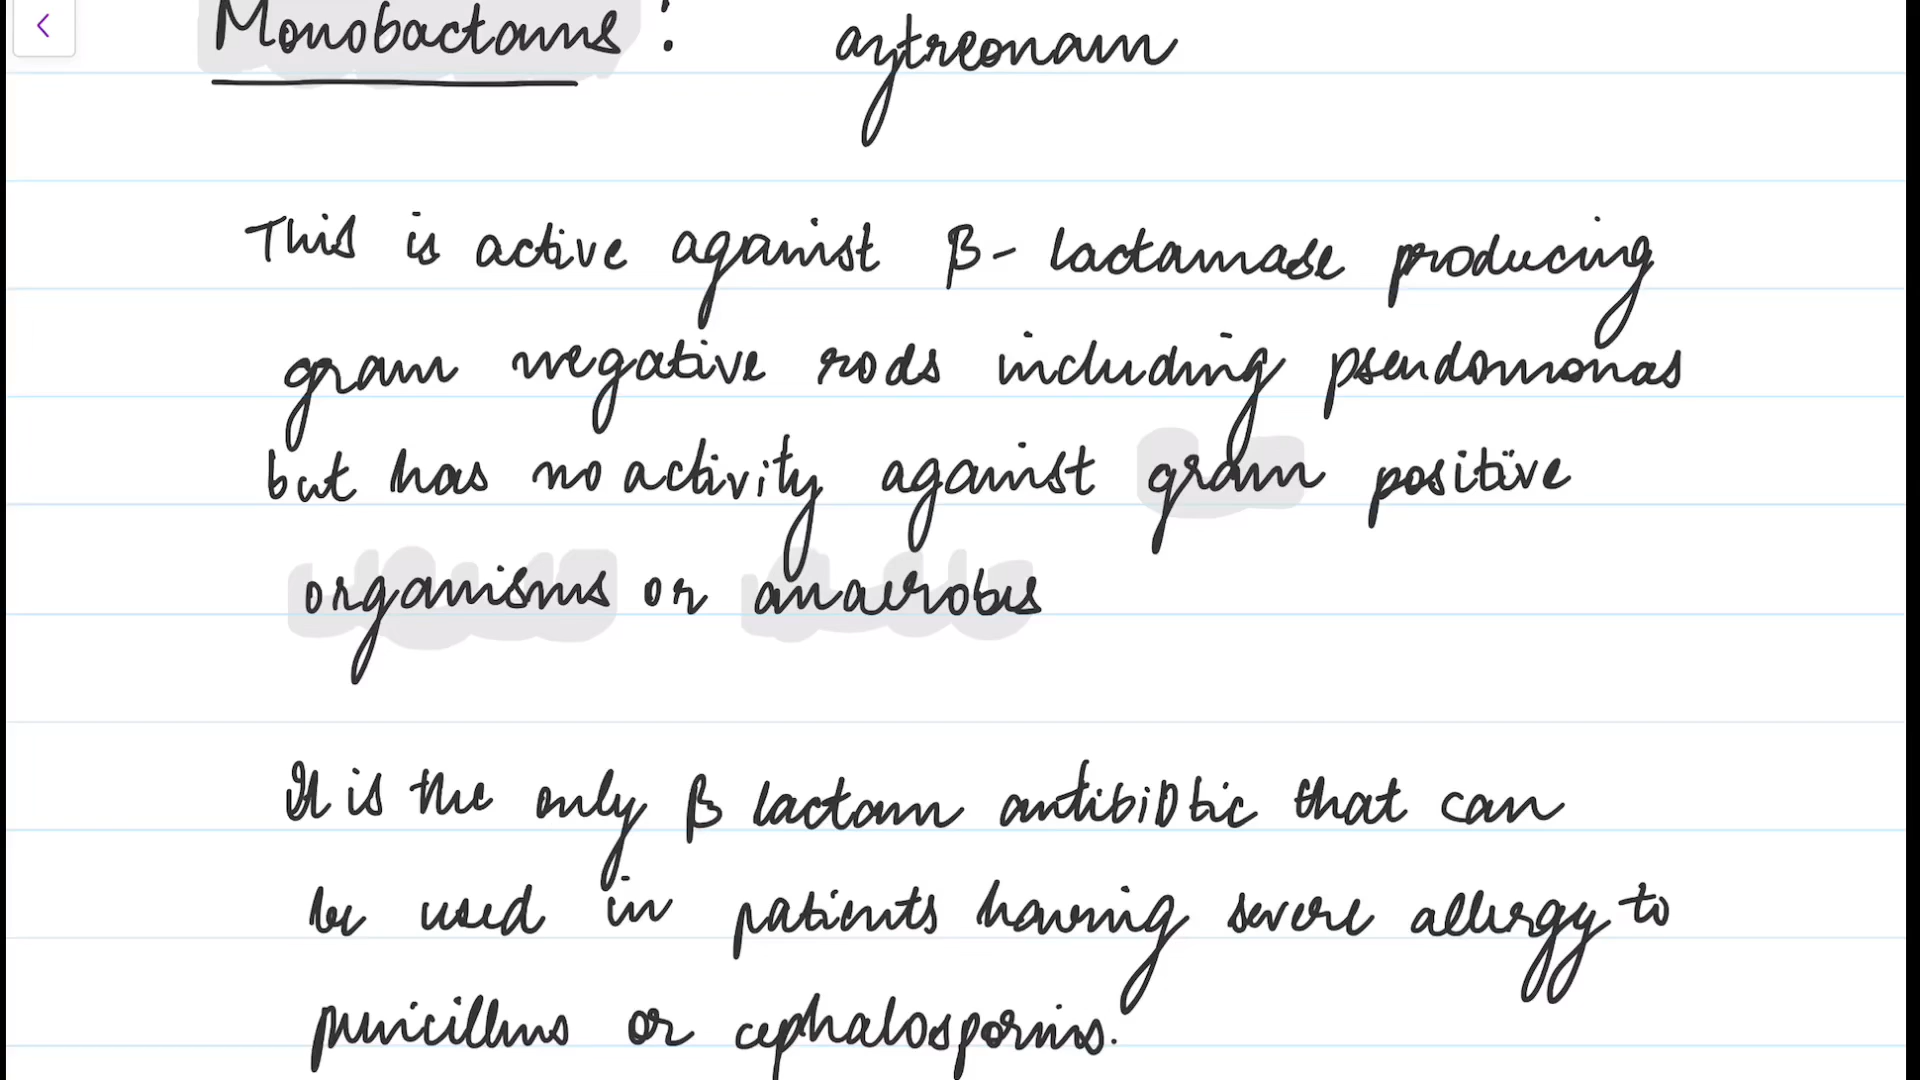 Monobactams : aztreonam
This is active against β- lactamase producing
gram negative rods including pseudomonas
but has no activity against gram positive
organisms or anaerobes
It is the only β lactam antibiotic that can
be used in patients having severe allergy to
penicillins or cephalosporins.